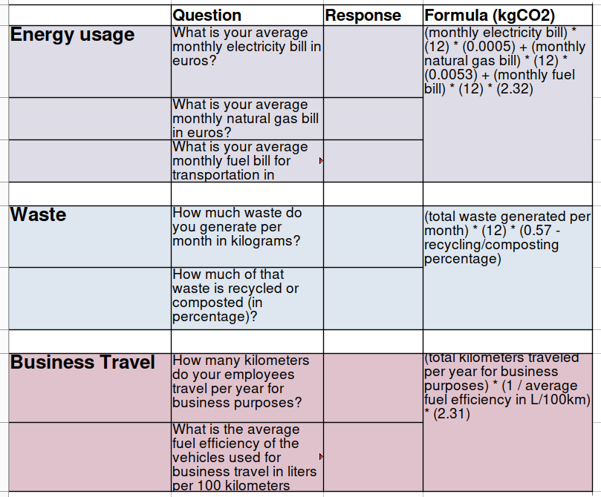 Question Response Formula (kgCO2)
Energy usage
What is your average
monthly electricity bill in
euros?
(monthly electricity bill) *
(12) * (0.0005) + (monthly
natural gas bill) * (12) *
(0.0053) + (monthly fuel
bill) * (12) * (2.32)
What is your average
monthly natural gas bill
in euros?
What is your average
monthly fuel bill for
transportation in
Waste
How much waste do
you generate per
month in kilograms?
(total waste generated per
month) * (12) * (0.57 -
recycling/composting
percentage)
How much of that
waste is recycled or
composted (in
percentage)?
Business Travel
How many kilometers
do your employees
travel per year for
business purposes?
(total kilometers traveled
per year for business
purposes) * (1 / average
fuel efficiency in L/100km)
* (2.31)
What is the average
fuel efficiency of the
vehicles used for
business travel in liters
per 100 kilometers